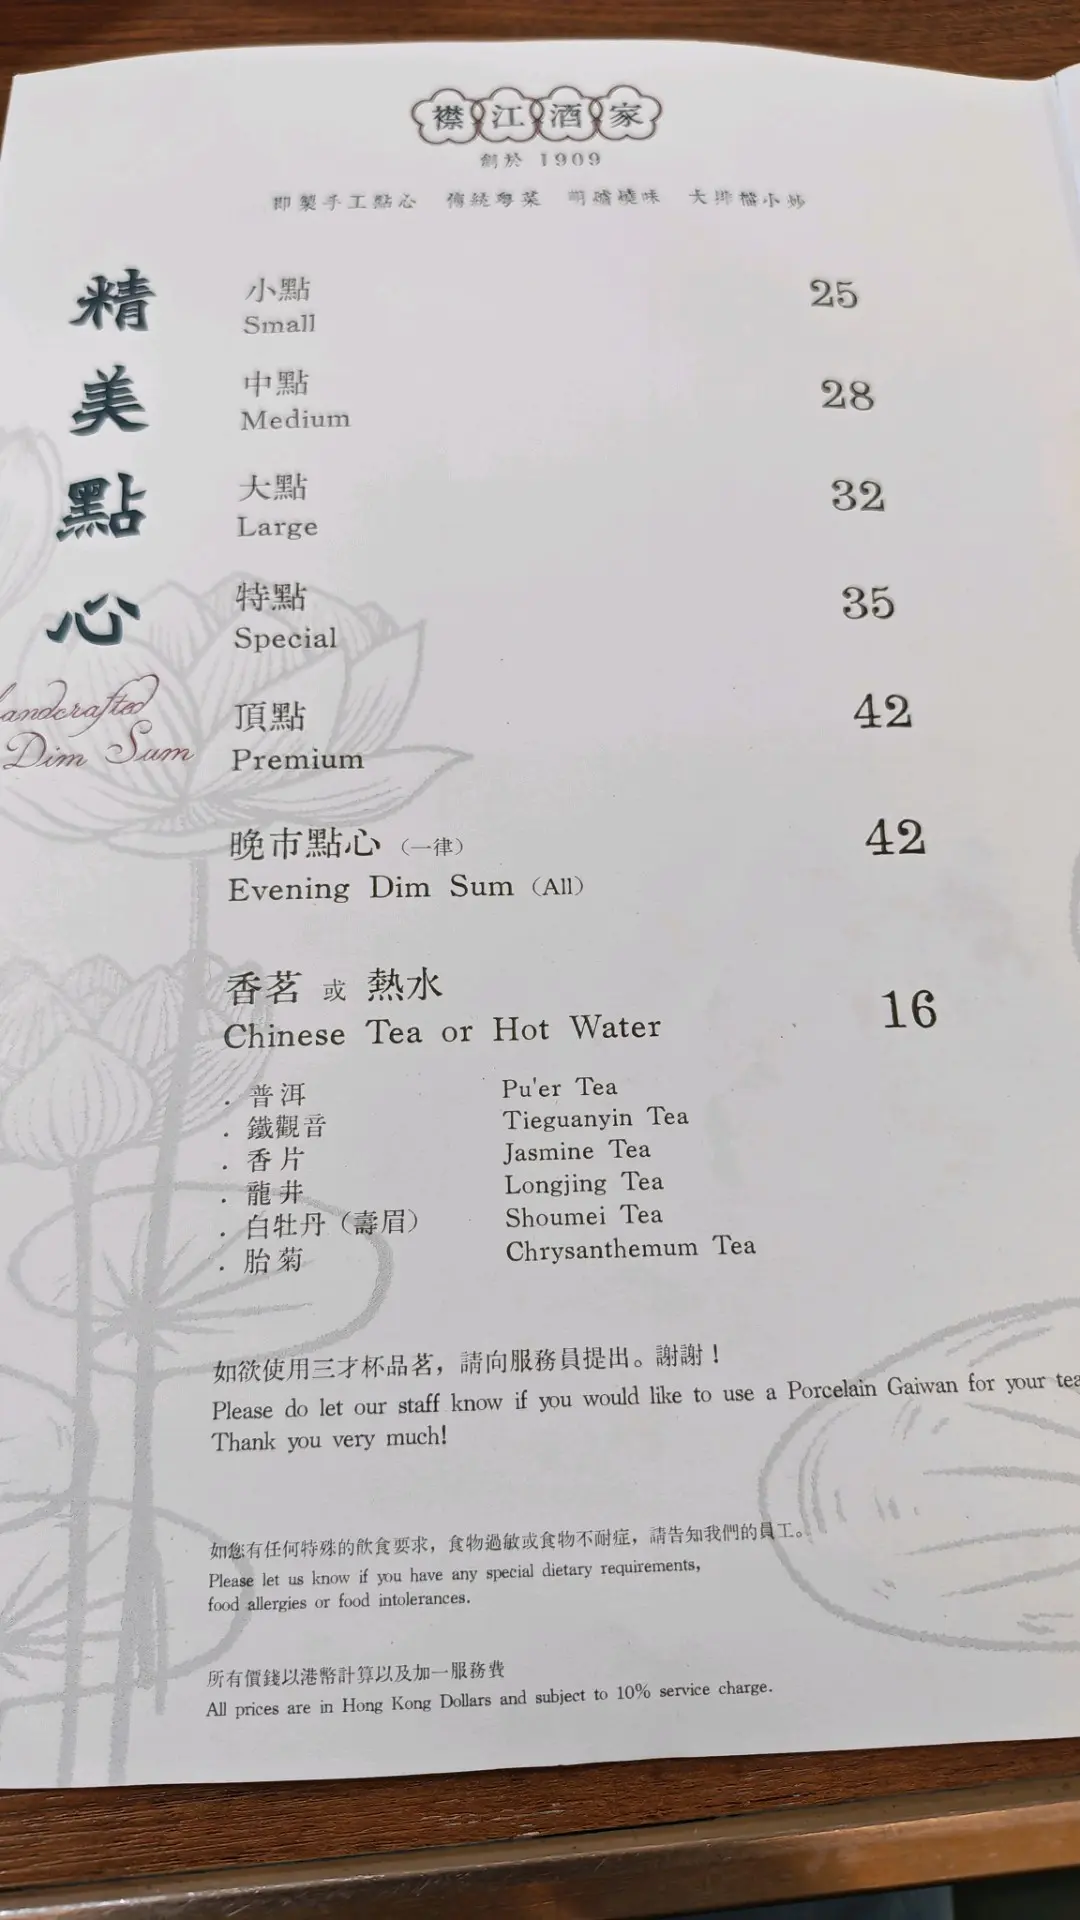 襟江酒家
創於 1909
即製手工點心 傳統粵菜 明爐燒味 大排檔小炒
精美點心
andcrafted
Dim Sum
小點 25
Small
中點 28
Medium
大點 32
Large
特點 35
Special
頂點 42
Premium
晚市點心（一律） 42
Evening Dim Sum（All）
香茗 或 熱水 16
Chinese Tea or Hot Water
. 普洱 Pu'er Tea
. 鐵觀音 Tieguanyin Tea
. 香片 Jasmine Tea
. 龍井 Longjing Tea
. 白牡丹（壽眉） Shoumei Tea
. 胎菊 Chrysanthemum Tea
如欲使用三才杯品茗，請向服務員提出。謝謝！
Please do let our staff know if you would like to use a Porcelain Gaiwan for your tea
Thank you very much!
如您有任何特殊的飲食要求，食物過敏或食物不耐症，請告知我們的員工。
Please let us know if you have any special dietary requirements,
food allergies or food intolerances.
所有價錢以港幣計算以及加一服務費
All prices are in Hong Kong Dollars and subject to 10% service charge.